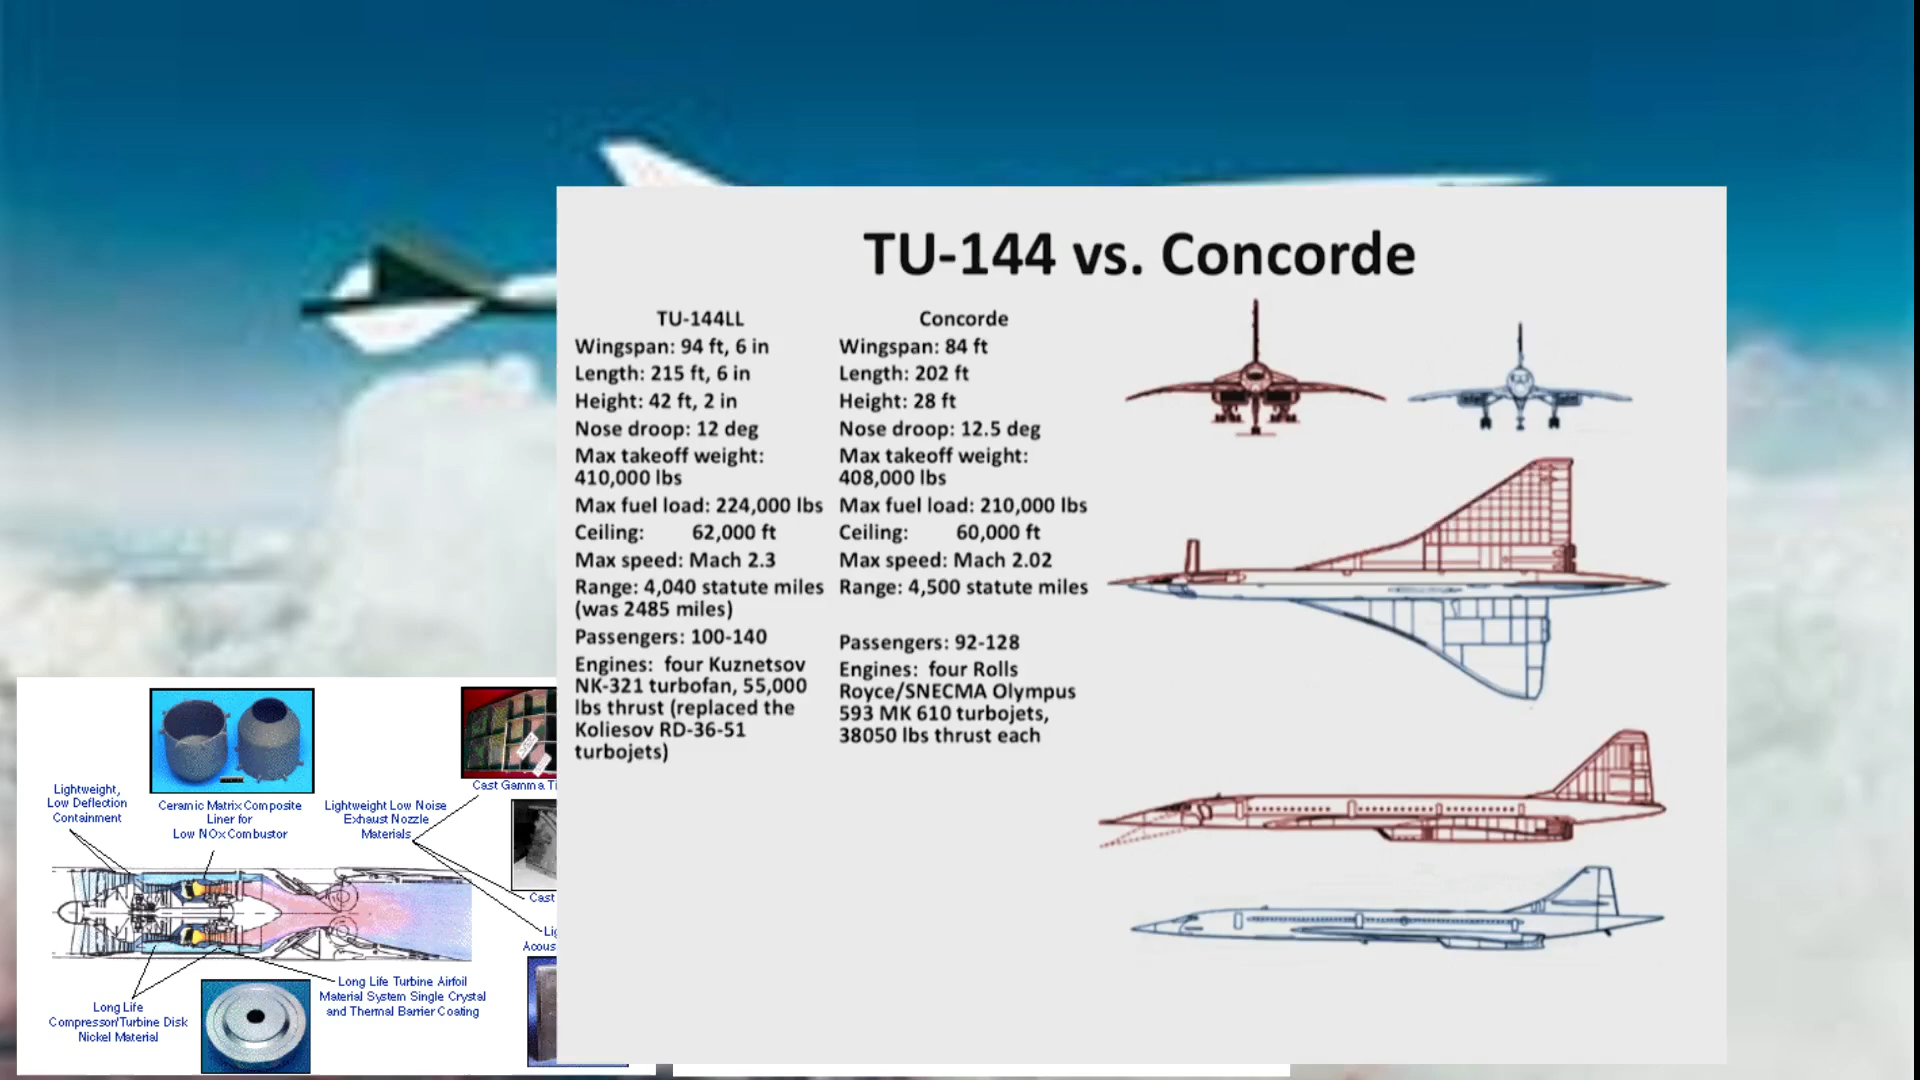 TU-144 vs. Concorde
TU-144LL
Wingspan: 94 ft, 6 in
Length: 215 ft, 6 in
Height: 42 ft, 2 in
Nose droop: 12 deg
Max takeoff weight:
410,000 lbs
Max fuel load: 224,000 lbs
Ceiling: 62,000 ft
Max speed: Mach 2.3
Range: 4,040 statute miles
(was 2485 miles)
Passengers: 100-140
Engines: four Kuznetsov
NK-321 turbofan, 55,000
lbs thrust (replaced the
Koliesov RD-36-51
turbojets)
Concorde
Wingspan: 84 ft
Length: 202 ft
Height: 28 ft
Nose droop: 12.5 deg
Max takeoff weight:
408,000 lbs
Max fuel load: 210,000 lbs
Ceiling: 60,000 ft
Max speed: Mach 2.02
Range: 4,500 statute miles
Passengers: 92-128
Engines: four Rolls
Royce/SNECMA Olympus
593 MK 610 turbojets,
38050 lbs thrust each
Lightweight,
Low Deflection
Containment
Ceramic Matrix Composite
Liner for
Low NOx Combustor
Lightweight Low Noise
Exhaust Nozzle
Materials
Cast Gamma
Cast
Long Life Turbine Airfoil
Material System Single Crystal
and Thermal Barrier Coating
Long Life
Compressor/Turbine Disk
Nickel Material